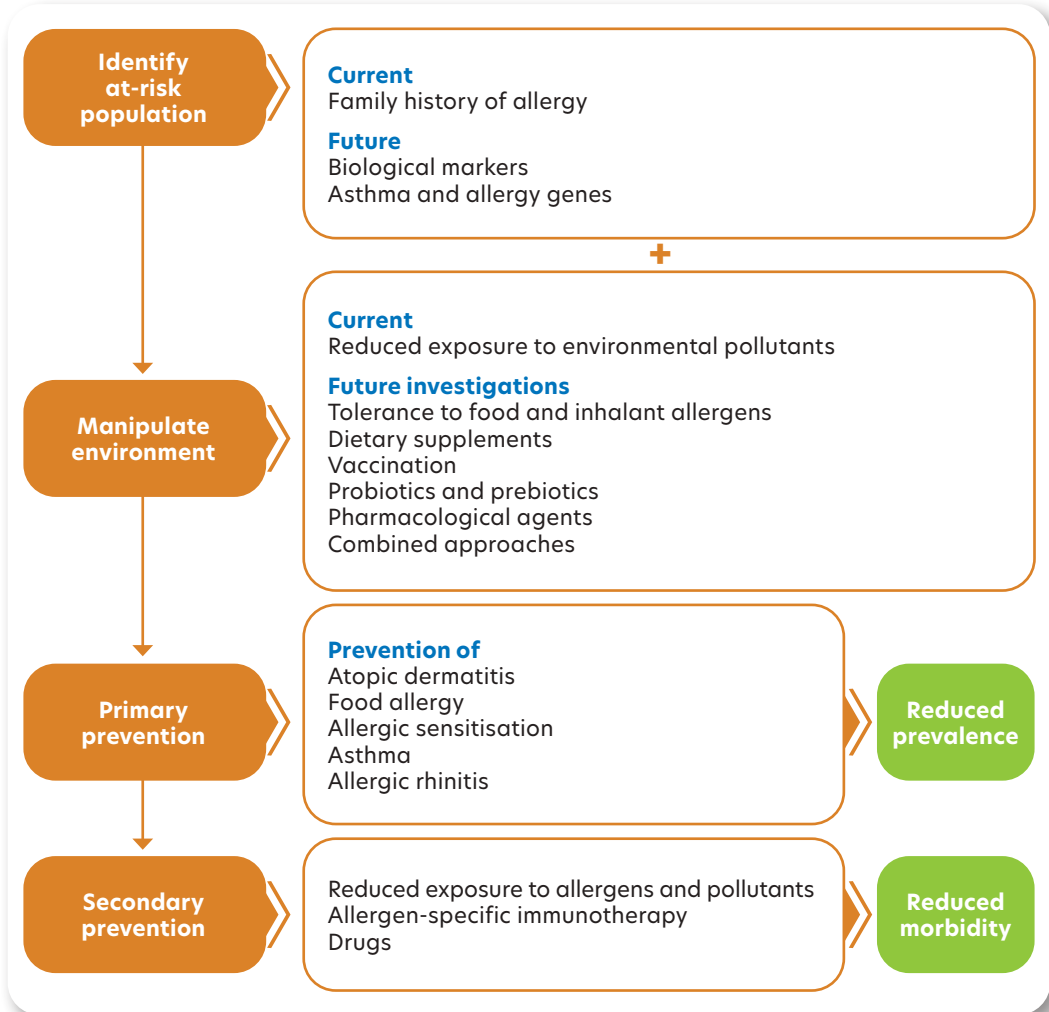 Identify
at-risk
population
Current
Family history of allergy
Future
Biological markers
Asthma and allergy genes
+
Manipulate
environment
Current
Reduced exposure to environmental pollutants
Future investigations
Tolerance to food and inhalant allergens
Dietary supplements
Vaccination
Probiotics and prebiotics
Pharmacological agents
Combined approaches
Primary
prevention
Prevention of
Atopic dermatitis
Food allergy
Allergic sensitisation
Asthma
Allergic rhinitis
Reduced
prevalence
Secondary
prevention
Reduced exposure to allergens and pollutants
Allergen-specific immunotherapy
Drugs
Reduced
morbidity